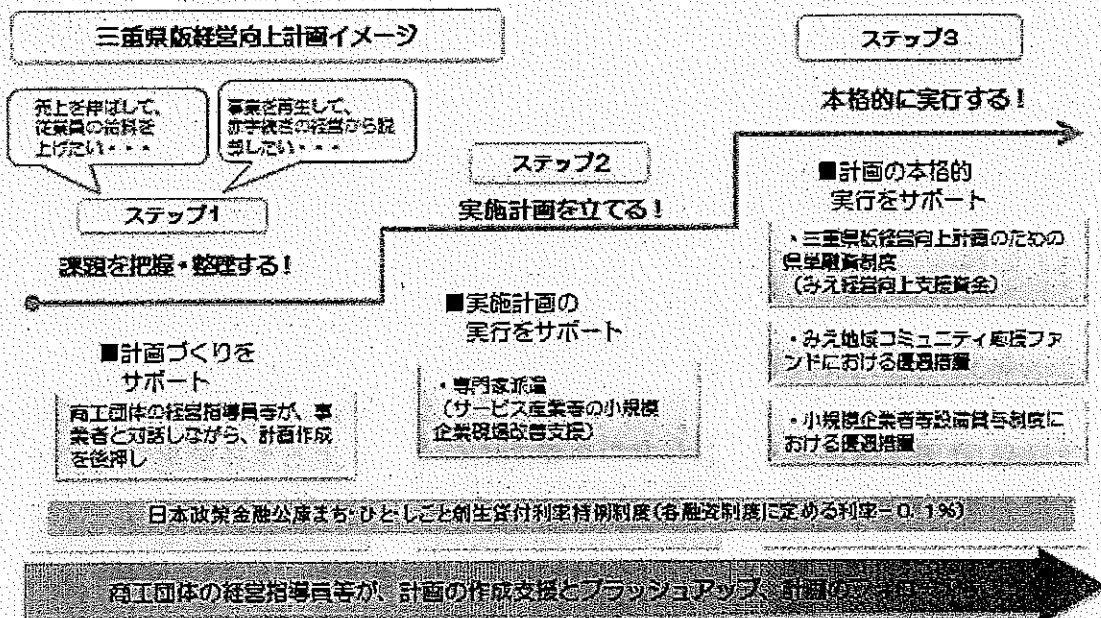 三重県版経営向上計画イメージ
売上を伸ばして、
従業員の給料を
上げたい・・・
事業を再生して、
赤字続きの経営から脱
却したい・・・
ステップ1
課題を把握・整理する!
■計画づくりを
サポート
商工団体の経営指導員等が、事
業者と対話しながら、計画作成
を後押し
ステップ2
実施計画を立てる!
■実施計画の
実行をサポート
・専門家派遣
(サービス産業等の小規模
企業現場改善支援)
ステップ3
本格的に実行する!
■計画の本格的
実行をサポート
・三重県版経営向上計画のための
県単融資制度
(みえ経営向上支援資金)
・みえ地域コミュニティ応援ファ
ンドにおける優遇措置
・小規模企業者等設備貸与制度に
おける優遇措置
日本政策金融公庫まち・ひと・しごと創生貸付利率特例制度(各融資制度に定める利率-0.1%)
商工団体の経営指導員等が、計画の作成支援とブラッシュアップ、計画の